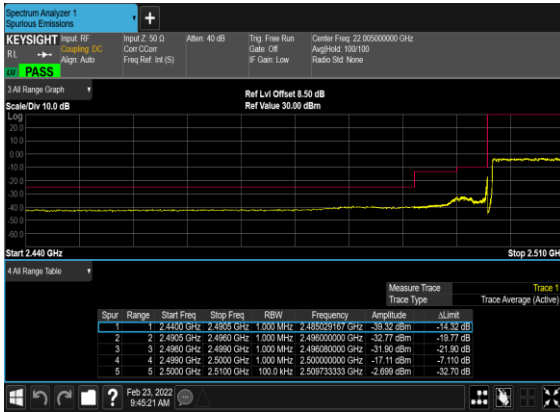 Spectrum Analyzer 1
Spurious Emissions
+
KEYSIGHT Input: RF Input Z: 50 Ω Atten: 40 dB Trig: Free Run Center Freq: 22.005000000 GHz
RL Coupling: DC Corr CCorr Gate: Off Avg|Hold: 100/100
Align: Auto Freq Ref: Int (S) IF Gain: Low Radio Std: None
PASS
3 All Range Graph
Ref Lvl Offset 8.50 dB
Scale/Div 10.0 dB Ref Value 30.00 dBm
Log
20.0
10.0
0.00
-10.0
-20.0
-30.0
-40.0
-50.0
-60.0
Start 2.440 GHz Stop 2.510 GH
4 All Range Table
Measure Trace Trace 1
Trace Type Trace Average (Active)
Spur Range Start Freq Stop Freq RBW Frequency Amplitude ΔLimit
1 1 2.4400 GHz 2.4905 GHz 1.000 MHz 2.485029167 GHz -39.32 dBm -14.32 dB
2 2 2.4905 GHz 2.4960 GHz 1.000 MHz 2.496000000 GHz -32.77 dBm -19.77 dB
3 3 2.4960 GHz 2.4990 GHz 1.000 MHz 2.496080000 GHz -31.90 dBm -21.90 dB
4 4 2.4990 GHz 2.5000 GHz 1.000 MHz 2.500000000 GHz -17.11 dBm -7.110 dB
5 5 2.5000 GHz 2.5100 GHz 100.0 kHz 2.509733333 GHz -2.699 dBm -32.70 dB
? Feb 23, 2022
9:45:21 AM